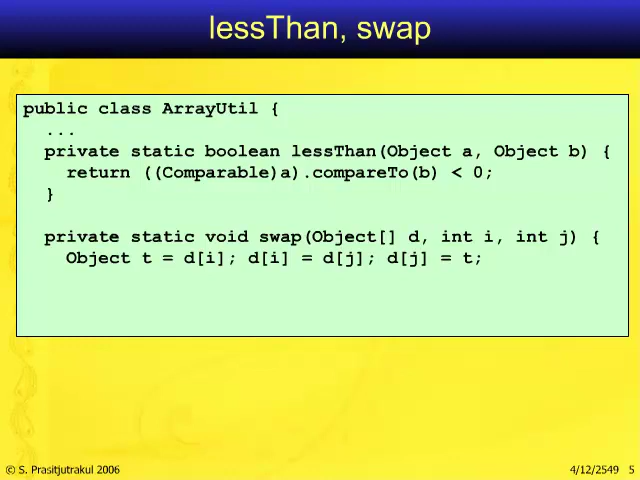 lessThan, swap
public class ArrayUtil {
  ...
  private static boolean lessThan(Object a, Object b) {
    return ((Comparable)a).compareTo(b) < 0;
  }

  private static void swap(Object[] d, int i, int j) {
    Object t = d[i]; d[i] = d[j]; d[j] = t;
© S. Prasitjutrakul 2006
4/12/2549 5